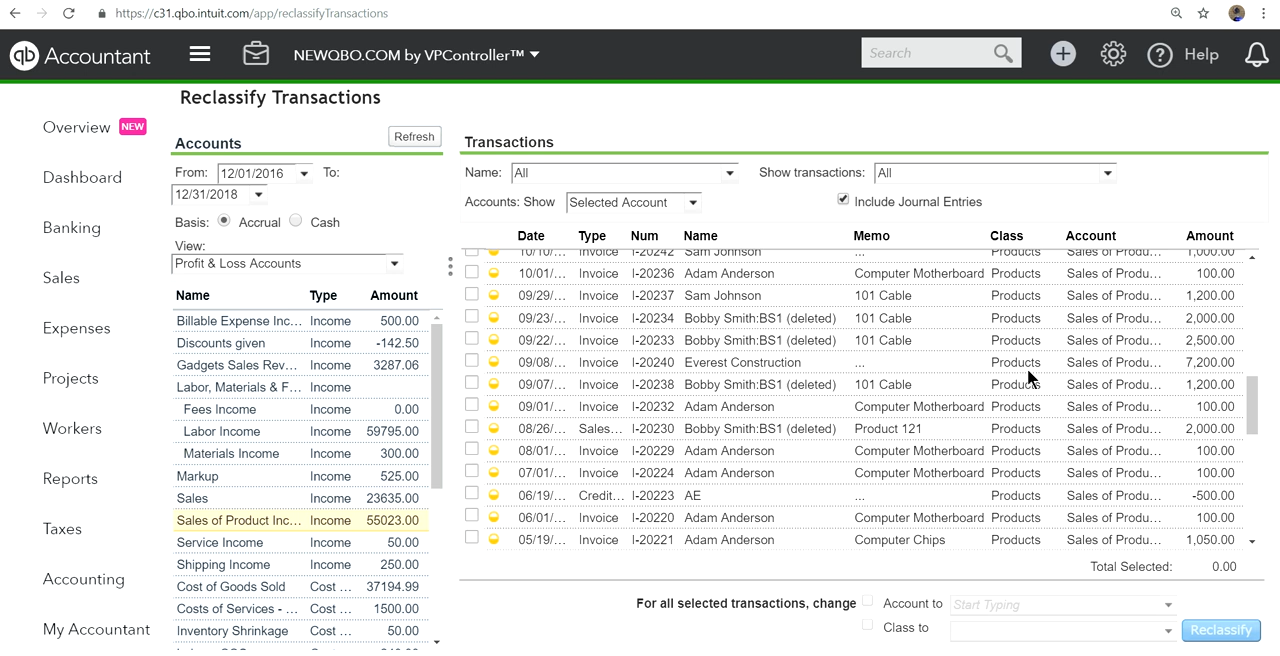 https://c31.qbo.intuit.com/app/reclassifyTransactions
qb Accountant NEWQBO.COM by VPController™ Search Help
Reclassify Transactions
Overview NEW
Dashboard
Banking
Sales
Expenses
Projects
Workers
Reports
Taxes
Accounting
My Accountant
Accounts Refresh
From: 12/01/2016 To:
12/31/2018
Basis: Accrual Cash
View:
Profit & Loss Accounts
Name Type Amount
Billable Expense Inc... Income 500.00
Discounts given Income -142.50
Gadgets Sales Rev... Income 3287.06
Labor, Materials & F... Income
Fees Income Income 0.00
Labor Income Income 59795.00
Materials Income Income 300.00
Markup Income 525.00
Sales Income 23635.00
Sales of Product Inc... Income 55023.00
Service Income Income 50.00
Shipping Income Income 250.00
Cost of Goods Sold Cost ... 37194.99
Costs of Services - ... Cost ... 1500.00
Inventory Shrinkage Cost ... 50.00
Transactions
Name: All Show transactions: All
Accounts: Show Selected Account Include Journal Entries
Date Type Num Name Memo Class Account Amount
10/10/... Invoice I-20242 Sam Johnson ... Products Sales of Produ... 1,000.00
10/01/... Invoice I-20236 Adam Anderson Computer Motherboard Products Sales of Produ... 100.00
09/29/... Invoice I-20237 Sam Johnson 101 Cable Products Sales of Produ... 1,200.00
09/23/... Invoice I-20234 Bobby Smith:BS1 (deleted) 101 Cable Products Sales of Produ... 2,000.00
09/22/... Invoice I-20233 Bobby Smith:BS1 (deleted) 101 Cable Products Sales of Produ... 2,500.00
09/08/... Invoice I-20240 Everest Construction ... Products Sales of Produ... 7,200.00
09/07/... Invoice I-20238 Bobby Smith:BS1 (deleted) 101 Cable Products Sales of Produ... 1,200.00
09/01/... Invoice I-20232 Adam Anderson Computer Motherboard Products Sales of Produ... 100.00
08/26/... Sales... I-20230 Bobby Smith:BS1 (deleted) Product 121 Products Sales of Produ... 2,000.00
08/01/... Invoice I-20229 Adam Anderson Computer Motherboard Products Sales of Produ... 100.00
07/01/... Invoice I-20224 Adam Anderson Computer Motherboard Products Sales of Produ... 100.00
06/19/... Credit... I-20223 AE ... Products Sales of Produ... -500.00
06/01/... Invoice I-20220 Adam Anderson Computer Motherboard Products Sales of Produ... 100.00
05/19/... Invoice I-20221 Adam Anderson Computer Chips Products Sales of Produ... 1,050.00
Total Selected: 0.00
For all selected transactions, change Account to Start Typing
Class to Reclassify